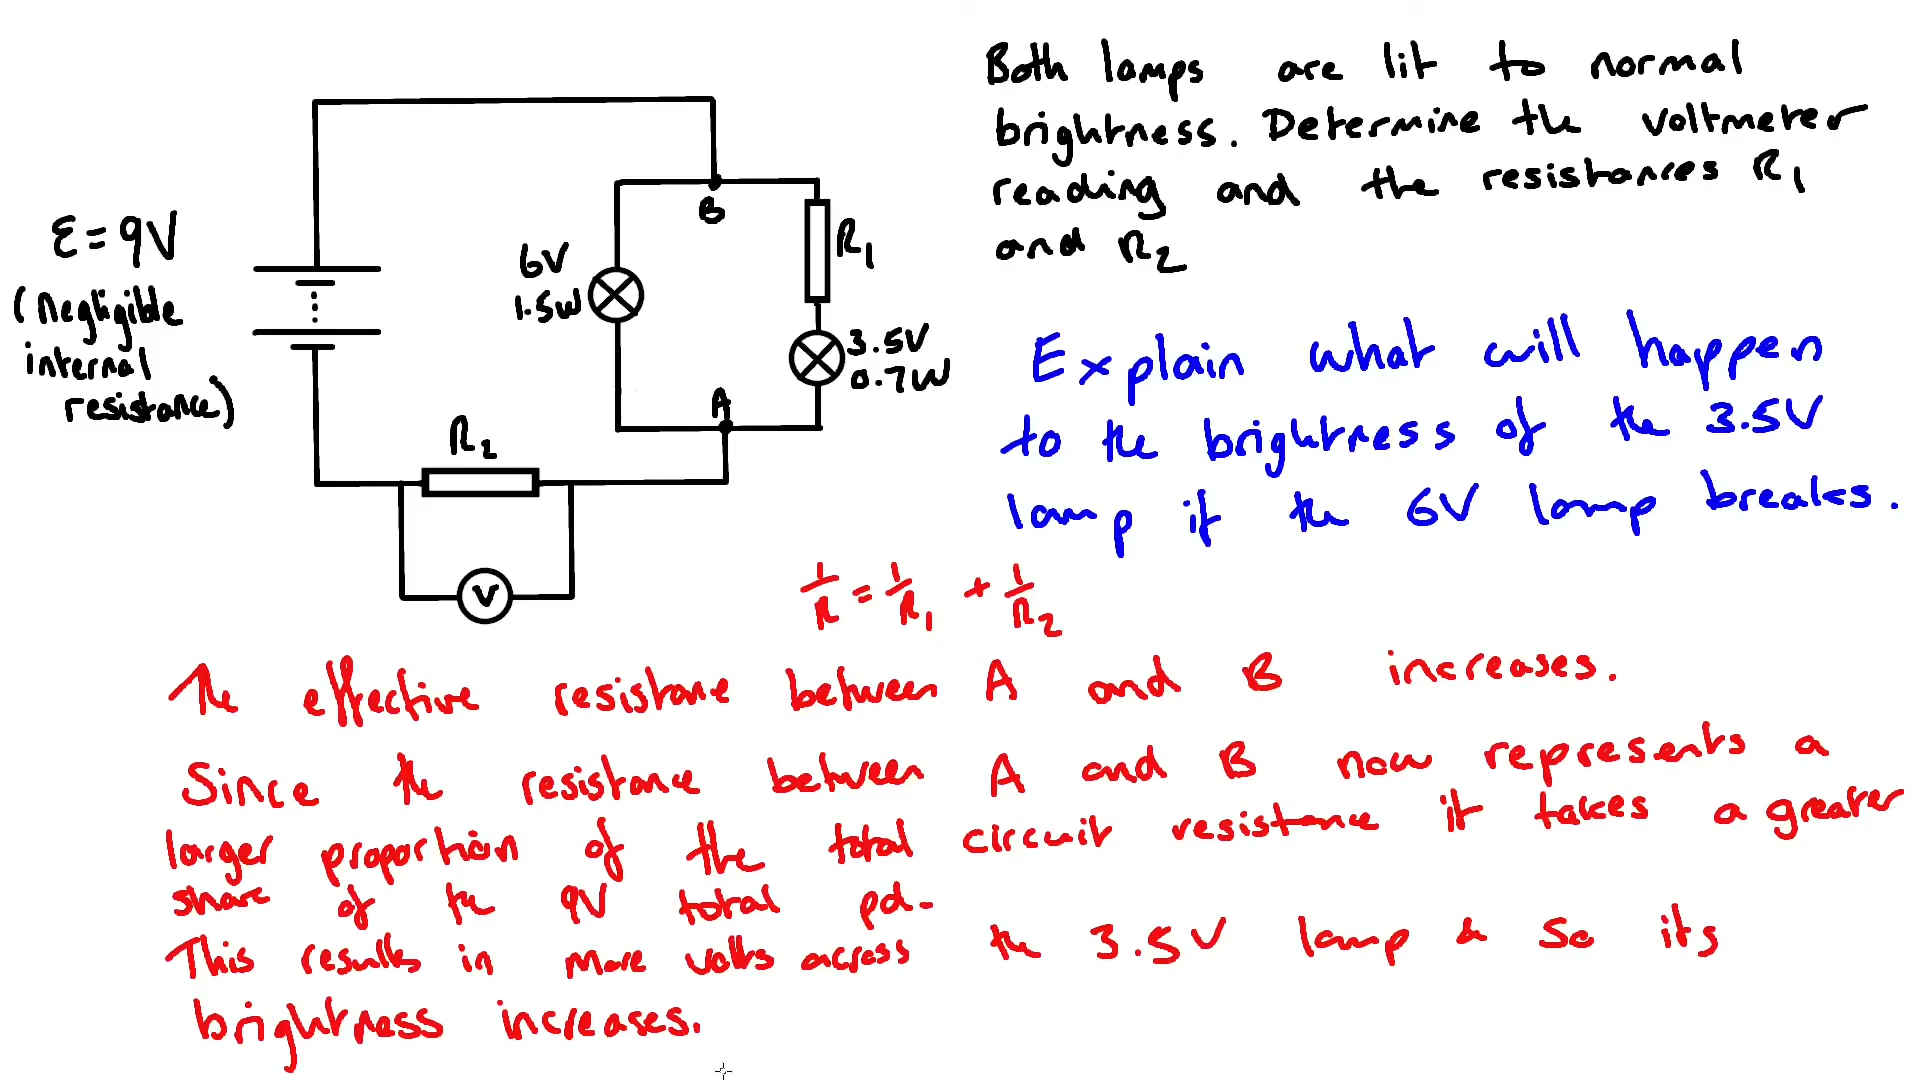 Both lamps are lit to normal
brightness. Determine the voltmeter
reading and the resistances R1
and R2
ε = 9V
(negligible
internal
resistance)
B
R1
6V
1.5W
3.5V
0.7W
A
R2
V
Explain what will happen
to the brightness of the 3.5V
lamp if the 6V lamp breaks.
1/R = 1/R1 + 1/R2
The effective resistance between A and B increases.
Since the resistance between A and B now represents a
larger proportion of the total circuit resistance it takes a greater
share of the 9V total pd.
This results in more volts across the 3.5V lamp & so its
brightness increases.